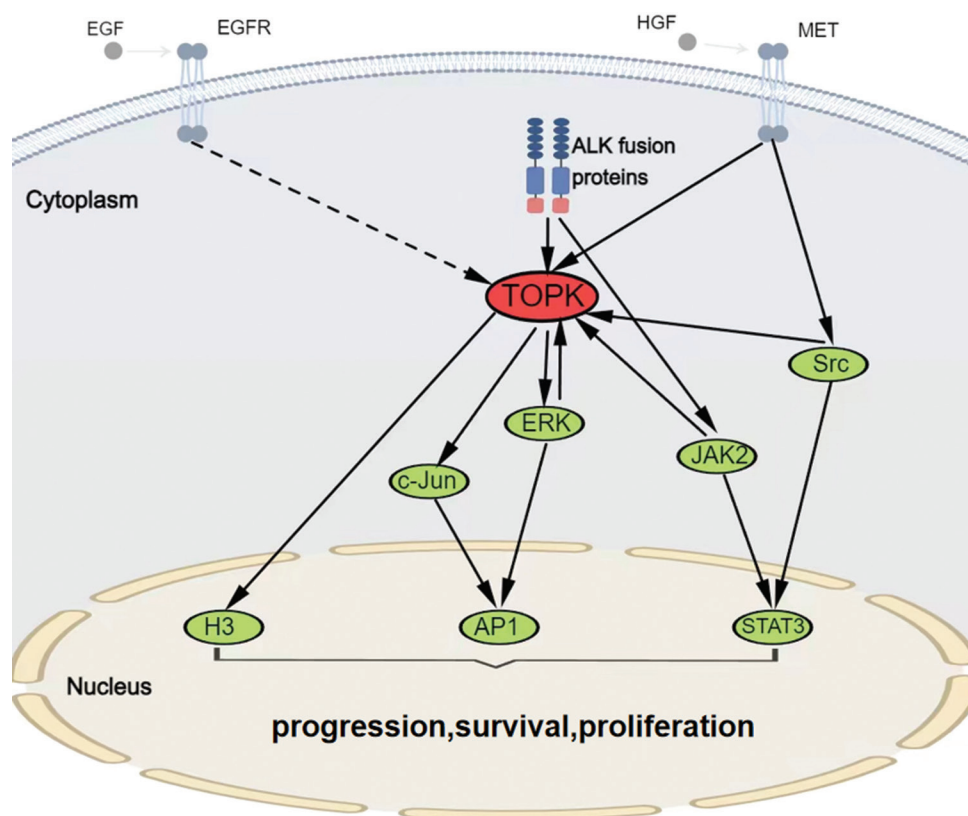 EGF
EGFR
HGF
MET
ALK fusion
proteins
Cytoplasm
TOPK
Src
ERK
JAK2
c-Jun
H3
AP1
STAT3
Nucleus
progression,survival,proliferation